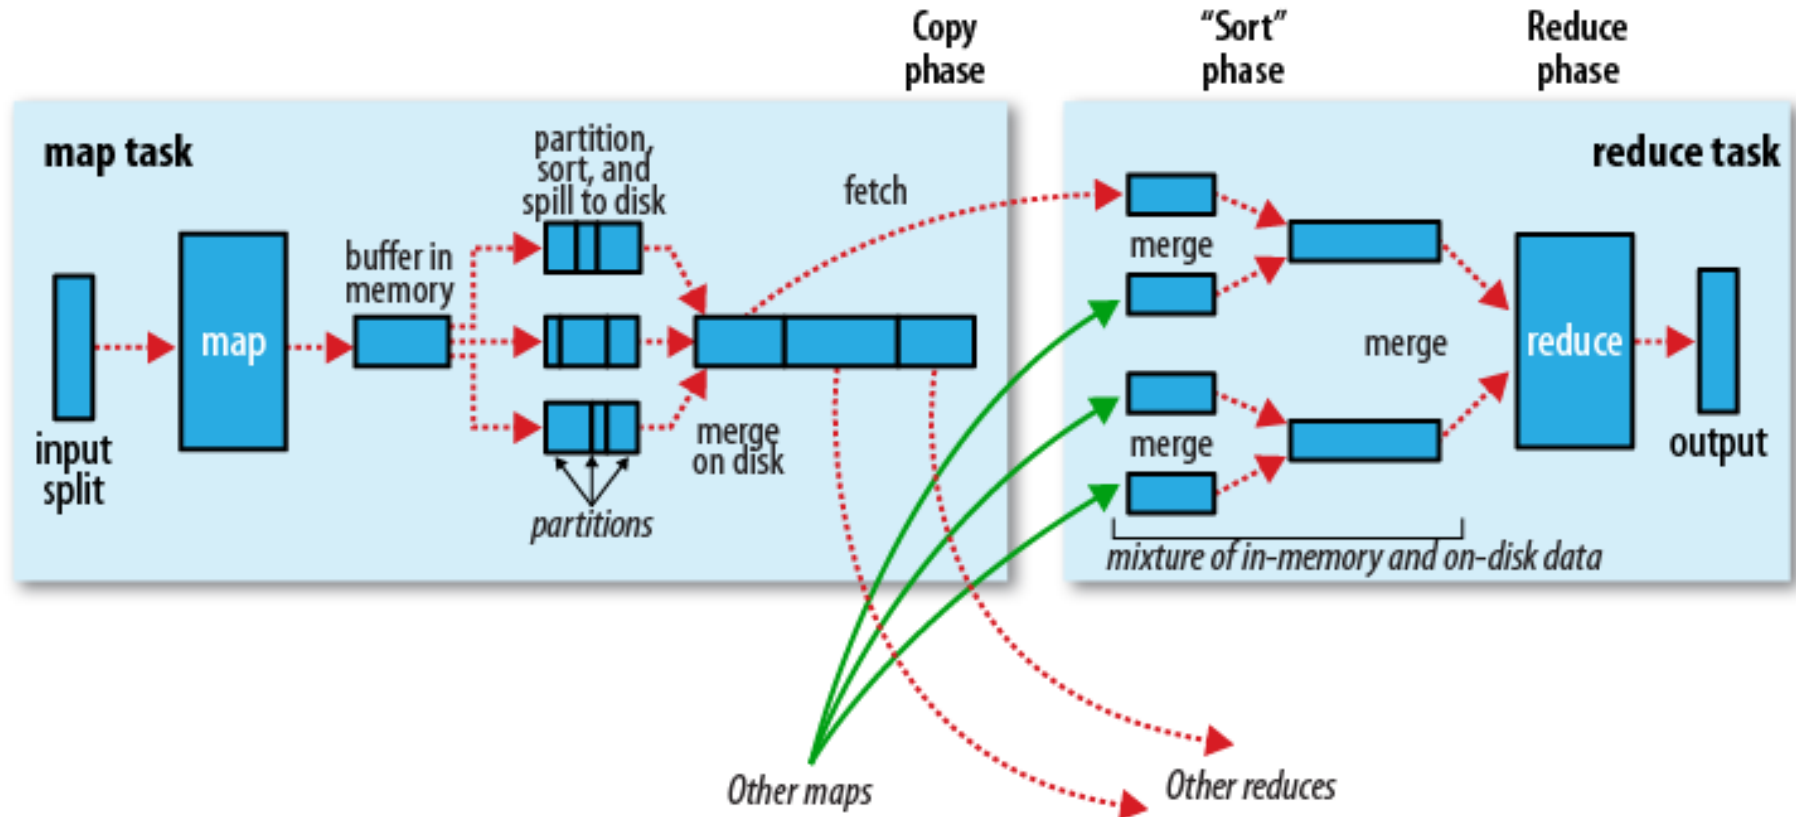 Copy
phase
“Sort”
phase
Reduce
phase
map task
reduce task
partition,
sort, and
spill to disk
fetch
buffer in
memory
merge
map
merge
reduce
merge
on disk
merge
input
split
output
partitions
mixture of in-memory and on-disk data
Other maps
Other reduces